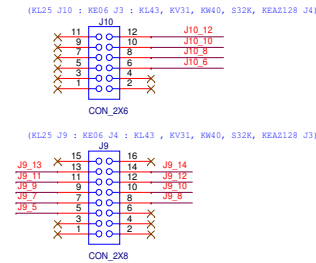 (KL25 J10 : KE06 J3 : KL43, KV31, KW40, S32K, KEAZ128 J4)
J10
11 12 J10_12
9 10 J10_10
7 8 J10_8
5 6 J10_6
3 4
1 2
CON_2X6
(KL25 J9 : KE06 J4 : KL43 , KV31, KW40, S32K, KEAZ128 J3)
J9
15 16
J9_13 13 14 J9_14
J9_11 11 12 J9_12
J9_9 9 10 J9_10
J9_7 7 8 J9_8
J9_5 5 6
3 4
1 2
CON_2X8